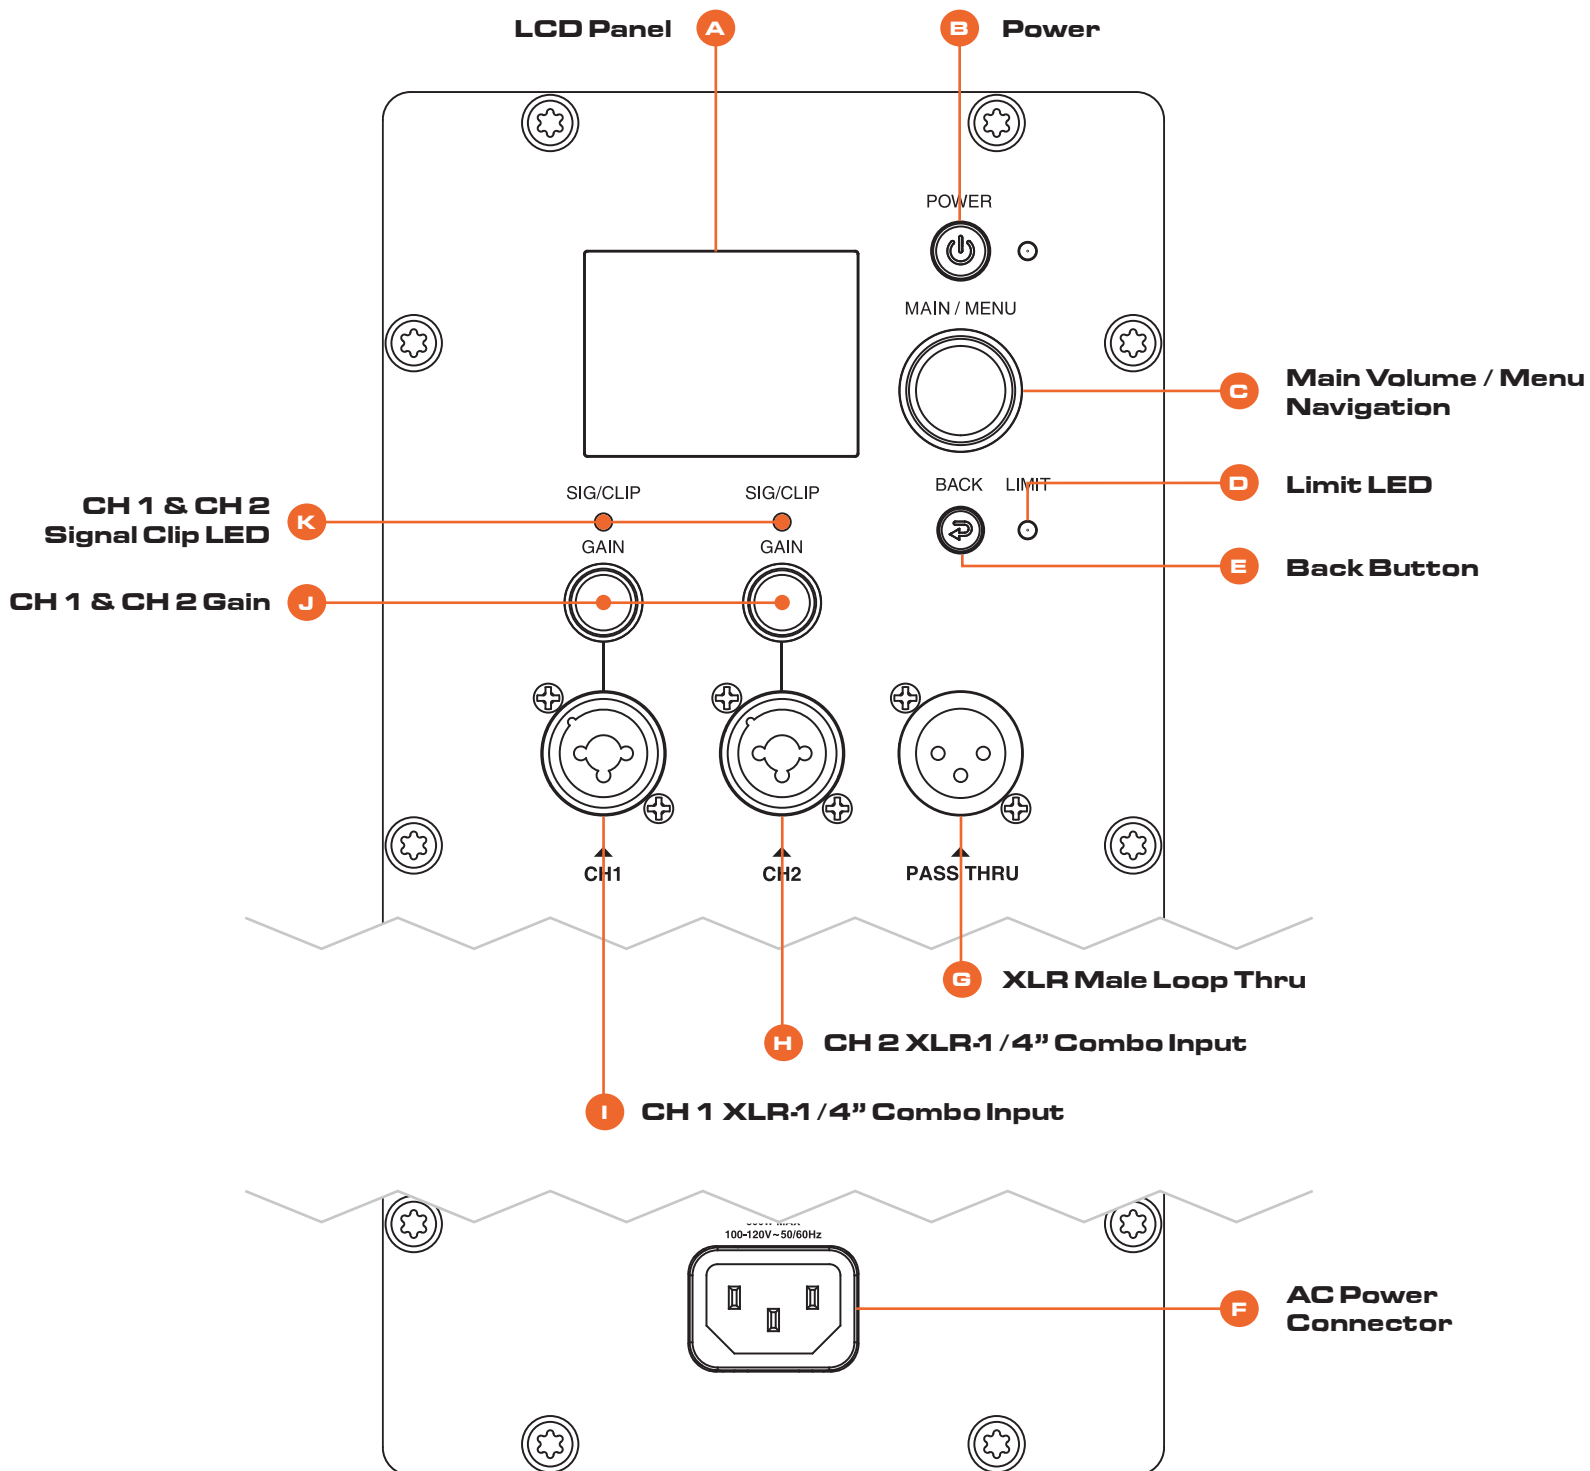 LCD Panel A
B Power
POWER
MAIN / MENU
C Main Volume / Menu
Navigation
SIG/CLIP SIG/CLIP
BACK LIMIT
D Limit LED
CH 1 & CH 2
Signal Clip LED K
GAIN GAIN
E Back Button
CH 1 & CH 2 Gain J
CH1 CH2 PASS THRU
G XLR Male Loop Thru
H CH 2 XLR-1/4” Combo Input
I CH 1 XLR-1/4” Combo Input
100-120V~50/60Hz
F AC Power
Connector